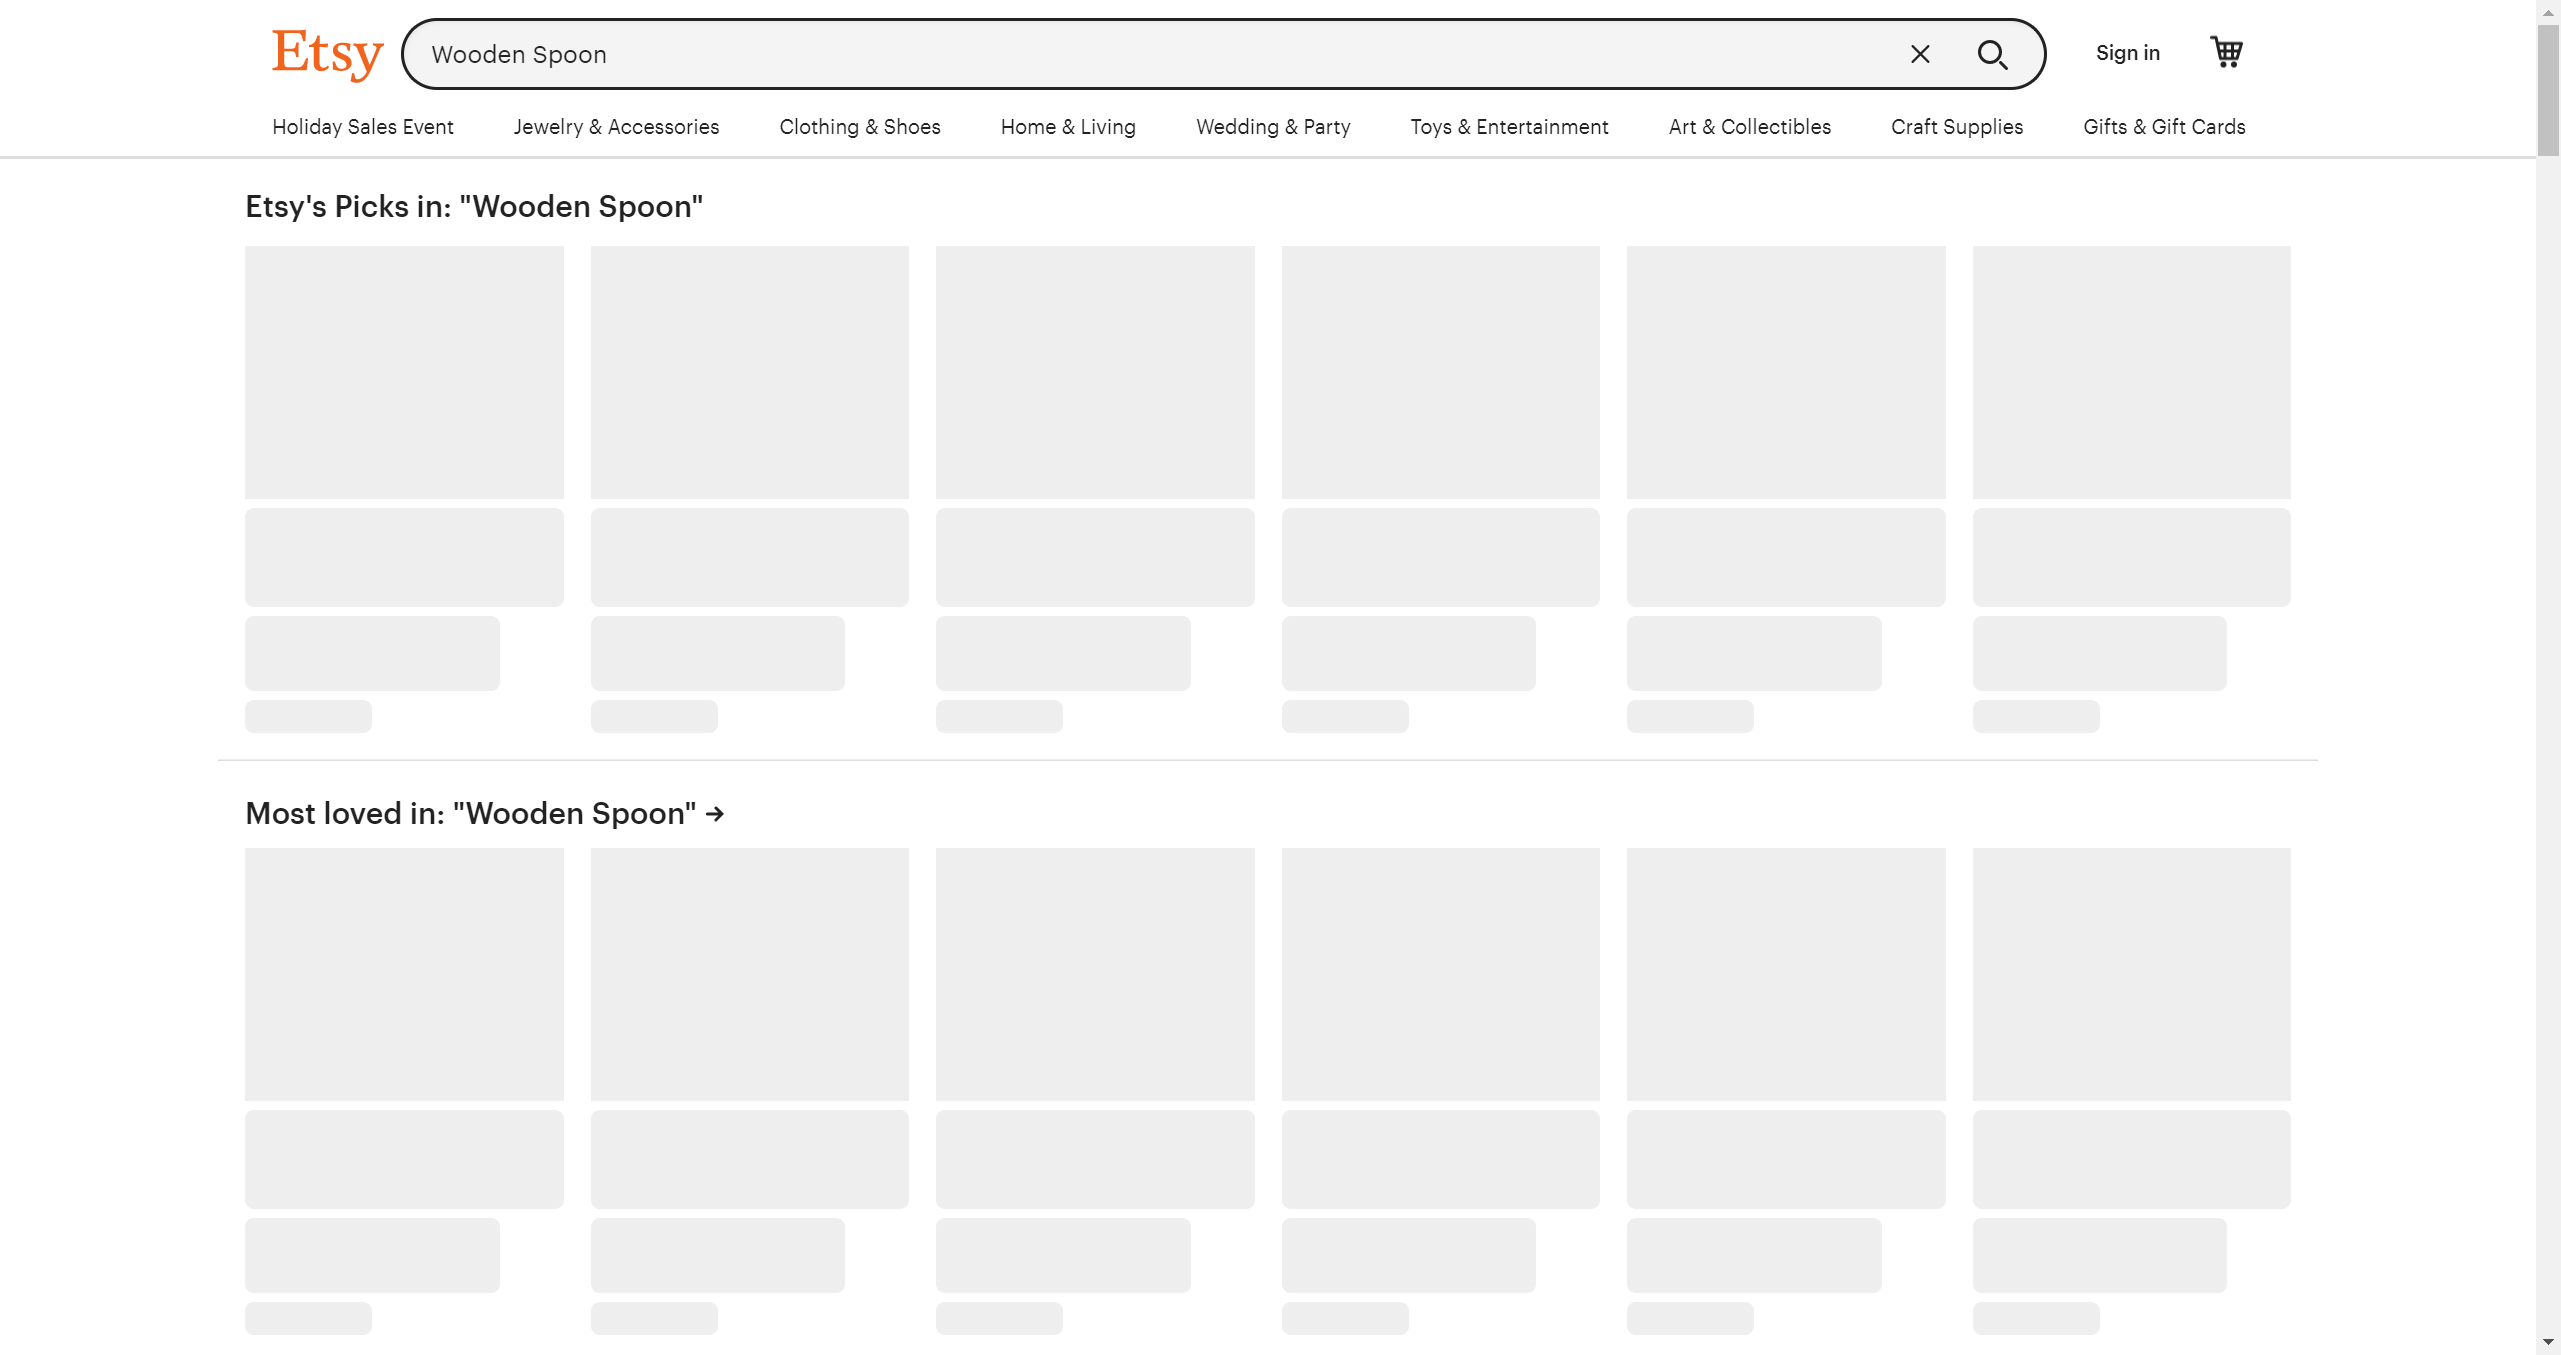 Etsy
Wooden Spoon
Sign in
Holiday Sales Event
Jewelry & Accessories
Clothing & Shoes
Home & Living
Wedding & Party
Toys & Entertainment
Art & Collectibles
Craft Supplies
Gifts & Gift Cards
Etsy's Picks in: "Wooden Spoon"
Most loved in: "Wooden Spoon" →